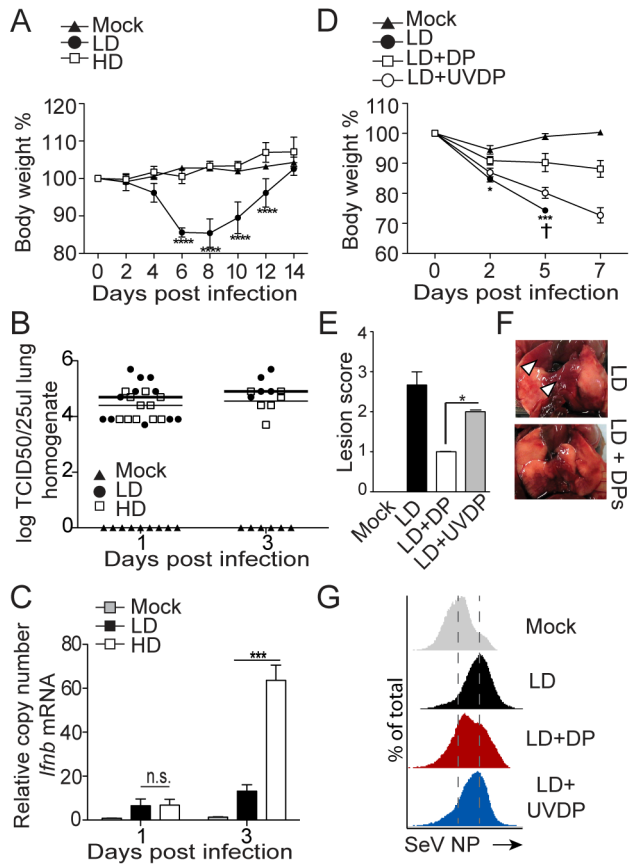 A
Mock
LD
HD
Body weight %
120
110
100
90
80
****
****
****
****
0 2 4 6 8 10 12 14
Days post infection
D
Mock
LD
LD+DP
LD+UVDP
Body weight %
110
100
90
80
70
60
*
***
†
0 2 5 7
Days post infection
B
log TCID50/25ul lung
homogenate
6
4
2
0
Mock
LD
HD
1 3
Days post infection
E
Lesion score
4
3
2
1
0
*
Mock
LD
LD+DP
LD+UVDP
F
LD
LD + DPs
C
Mock
LD
HD
Relative copy number
Ifnb mRNA
80
60
40
20
0
n.s.
***
1 3
Days post infection
G
% of total
Mock
LD
LD+DP
LD+
UVDP
SeV NP